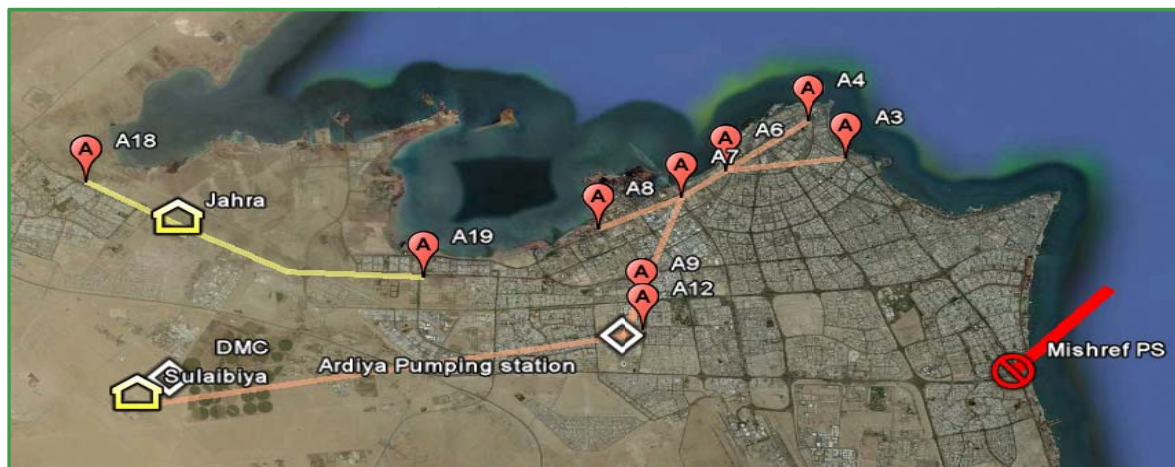 A4
A3
A6
A18
A7
A8
Jahra
A19
A9
A12
DMC
Mishref PS
Ardiya Pumping station
Sulaibiya
A
A
A
A
A
A
A
A
A